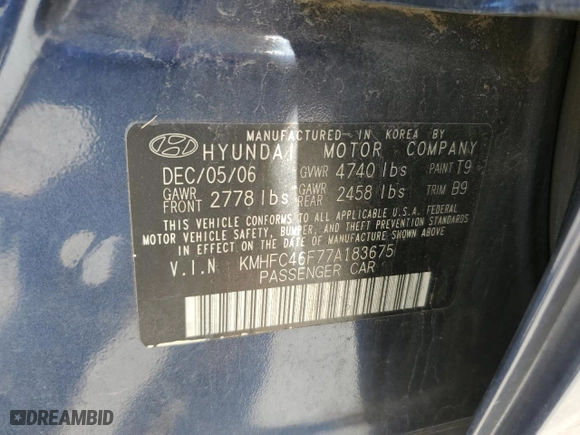 MANUFACTURED IN KOREA BY
HYUNDAI MOTOR COMPANY
DEC/05/06 GVWR 4740 lbs PAINT T9
GAWR FRONT 2778 lbs GAWR REAR 2458 lbs TRIM B9
THIS VEHICLE CONFORMS TO ALL APPLICABLE U.S.A. FEDERAL
MOTOR VEHICLE SAFETY, BUMPER, AND THEFT PREVENTION STANDARDS
IN EFFECT ON THE DATE OF MANUFACTURE SHOWN ABOVE.
V.I.N KMHFC46F77A183675
PASSENGER CAR
DREAMBID